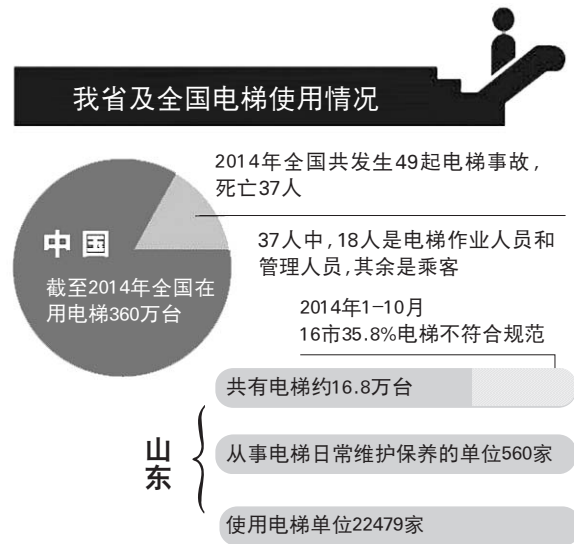 我省及全国电梯使用情况
2014年全国共发生49起电梯事故，
死亡37人
中国
截至2014年全国在
用电梯360万台
37人中，18人是电梯作业人员和
管理人员，其余是乘客
2014年1-10月
16市35.8%电梯不符合规范
山东
共有电梯约16.8万台
从事电梯日常维护保养的单位560家
使用电梯单位22479家